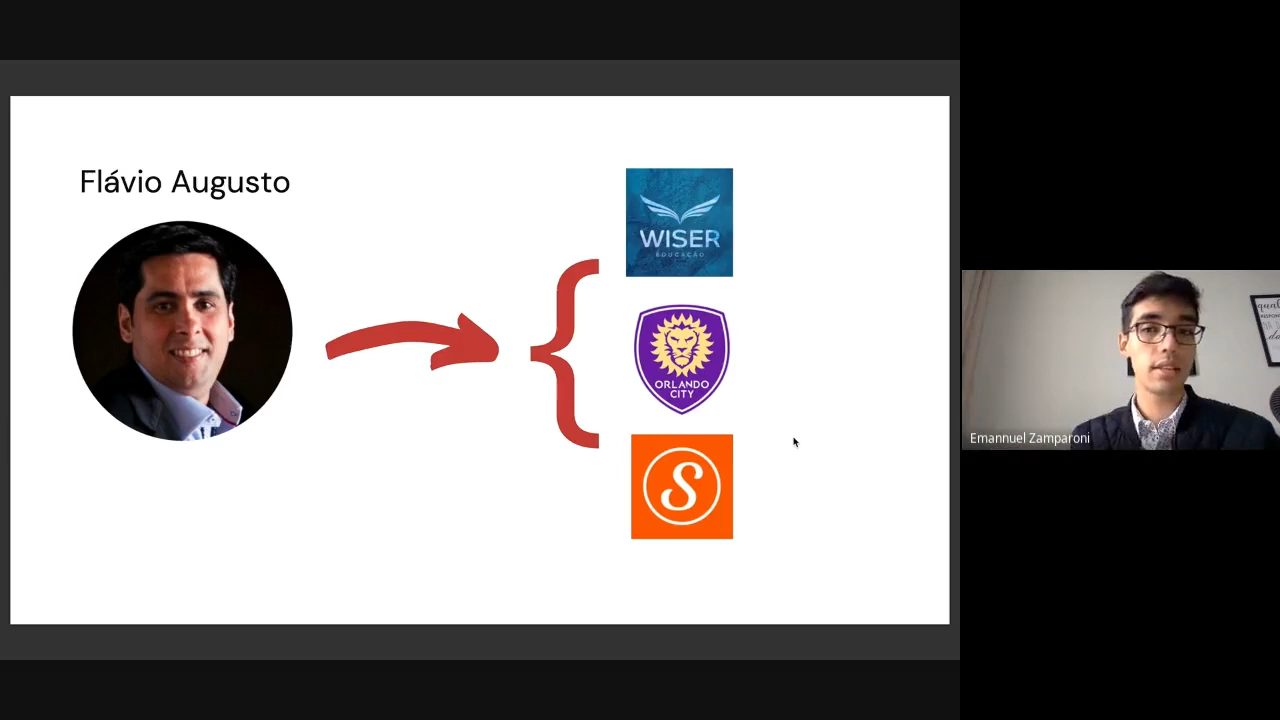 Flávio Augusto
WISER
EDUCAÇÃO
ORLANDO
CITY
S
Emannuel Zamparoni